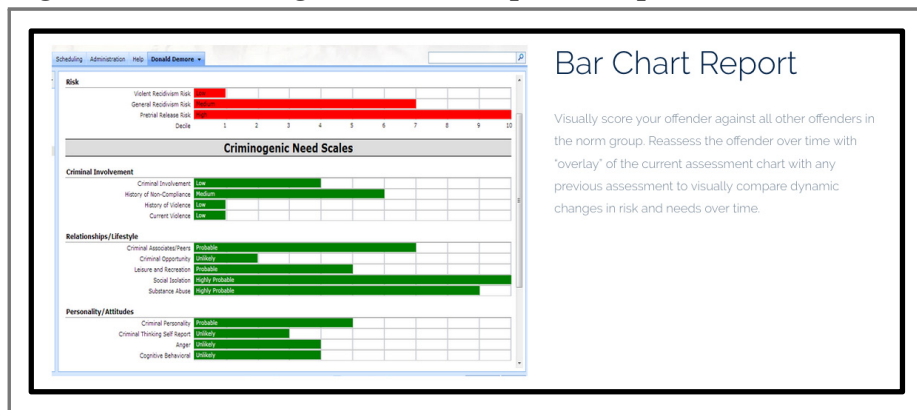 Scheduling Administration Help Donald Demore
Risk
Violent Recidivism Risk Low
General Recidivism Risk Medium
Pretrial Release Risk High
Decile 1 2 3 4 5 6 7 8 9 10
Criminogenic Need Scales
Criminal Involvement
Criminal Involvement Low
History of Non-Compliance Medium
History of Violence Low
Current Violence Low
Relationships/Lifestyle
Criminal Associates/Peers Probable
Criminal Opportunity Unlikely
Leisure and Recreation Probable
Social Isolation Highly Probable
Substance Abuse Highly Probable
Personality/Attitudes
Criminal Personality Probable
Criminal Thinking Self Report Unlikely
Anger Unlikely
Cognitive Behavioral Unlikely
Bar Chart Report
Visually score your offender against all other offenders in
the norm group. Reassess the offender over time with
"overlay" of the current assessment chart with any
previous assessment to visually compare dynamic
changes in risk and needs over time.